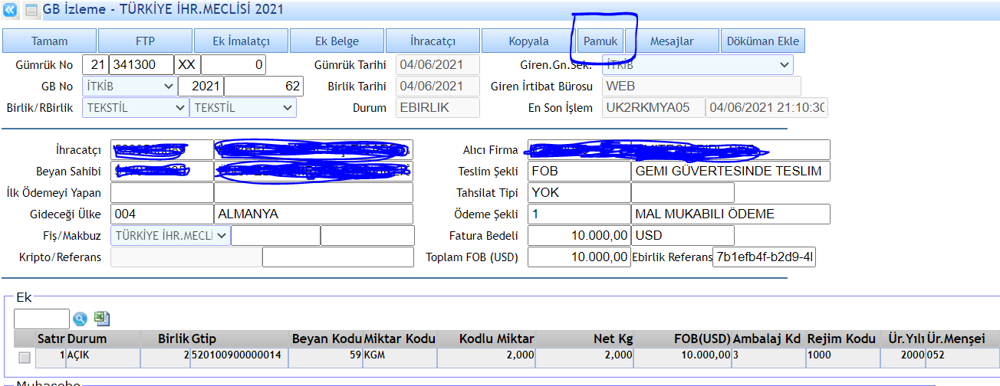 GB İzleme - TÜRKİYE İHR.MECLİSİ 2021
Tamam FTP Ek İmalatçı Ek Belge İhracatçı Kopyala Pamuk Mesajlar Döküman Ekle
Gümrük No 21 341300 XX 0 Gümrük Tarihi 04/06/2021 Giren.Gn.Sek. İTKİB
GB No İTKİB 2021 62 Birlik Tarihi 04/06/2021 Giren İrtibat Bürosu WEB
Birlik/RBirlik TEKSTİL TEKSTİL Durum EBIRLIK En Son İşlem UK2RKMYA05 04/06/2021 21:10:30
İhracatçı Alıcı Firma
Beyan Sahibi Teslim Şekli FOB GEMI GÜVERTESINDE TESLIM
İlk Ödemeyi Yapan Tahsilat Tipi YOK
Gideceği Ülke 004 ALMANYA Ödeme Şekli 1 MAL MUKABILI ÖDEME
Fiş/Makbuz TÜRKİYE İHR.MECLİ Fatura Bedeli 10.000,00 USD
Kripto/Referans Toplam FOB (USD) 10.000,00 Ebirlik Referans 7b1efb4f-b2d9-4
Ek
Satır Durum Birlik Gtip Beyan Kodu Miktar Kodu Kodlu Miktar Net Kg FOB(USD) Ambalaj Kd Rejim Kodu Ür.Yılı Ür.Menşei
1 AÇIK 2 520100900000014 59 KGM 2,000 2,000 10.000,00 3 1000 2000 052
Muhasebe